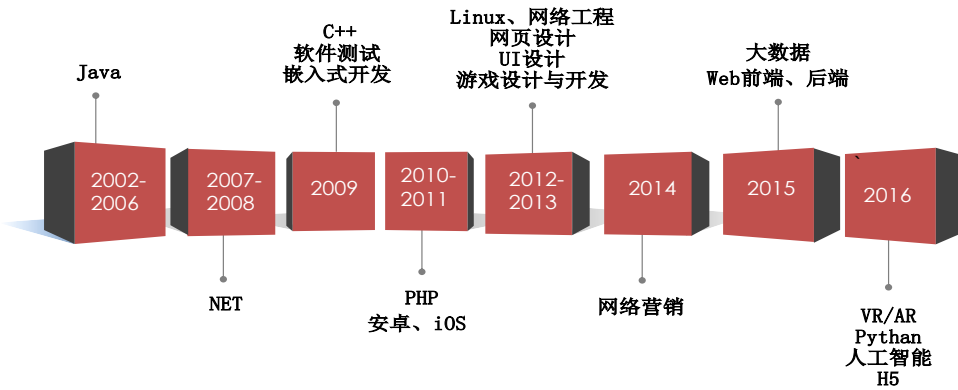 Java
2002-
2006
2007-
2008
NET
C++
软件测试
嵌入式开发
2009
2010-
2011
PHP
安卓、iOS
Linux、网络工程
网页设计
UI设计
游戏设计与开发
2012-
2013
2014
网络营销
大数据
Web前端、后端
2015
`
2016
VR/AR
Pythan
人工智能
H5